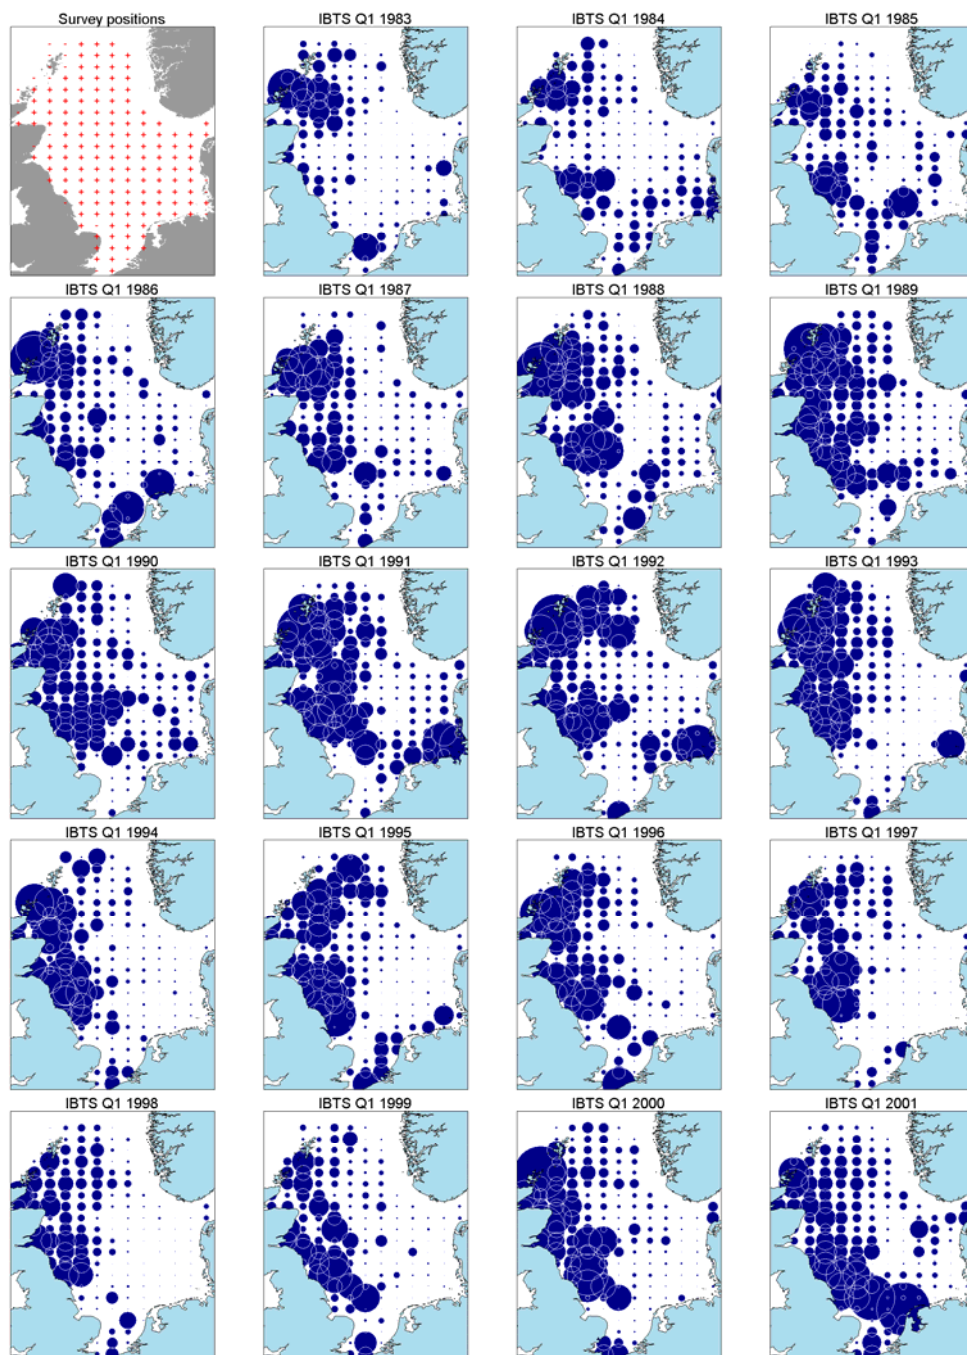 Survey positions
IBTS Q1 1983
IBTS Q1 1984
IBTS Q1 1985
IBTS Q1 1986
IBTS Q1 1987
IBTS Q1 1988
IBTS Q1 1989
IBTS Q1 1990
IBTS Q1 1991
IBTS Q1 1992
IBTS Q1 1993
IBTS Q1 1994
IBTS Q1 1995
IBTS Q1 1996
IBTS Q1 1997
IBTS Q1 1998
IBTS Q1 1999
IBTS Q1 2000
IBTS Q1 2001